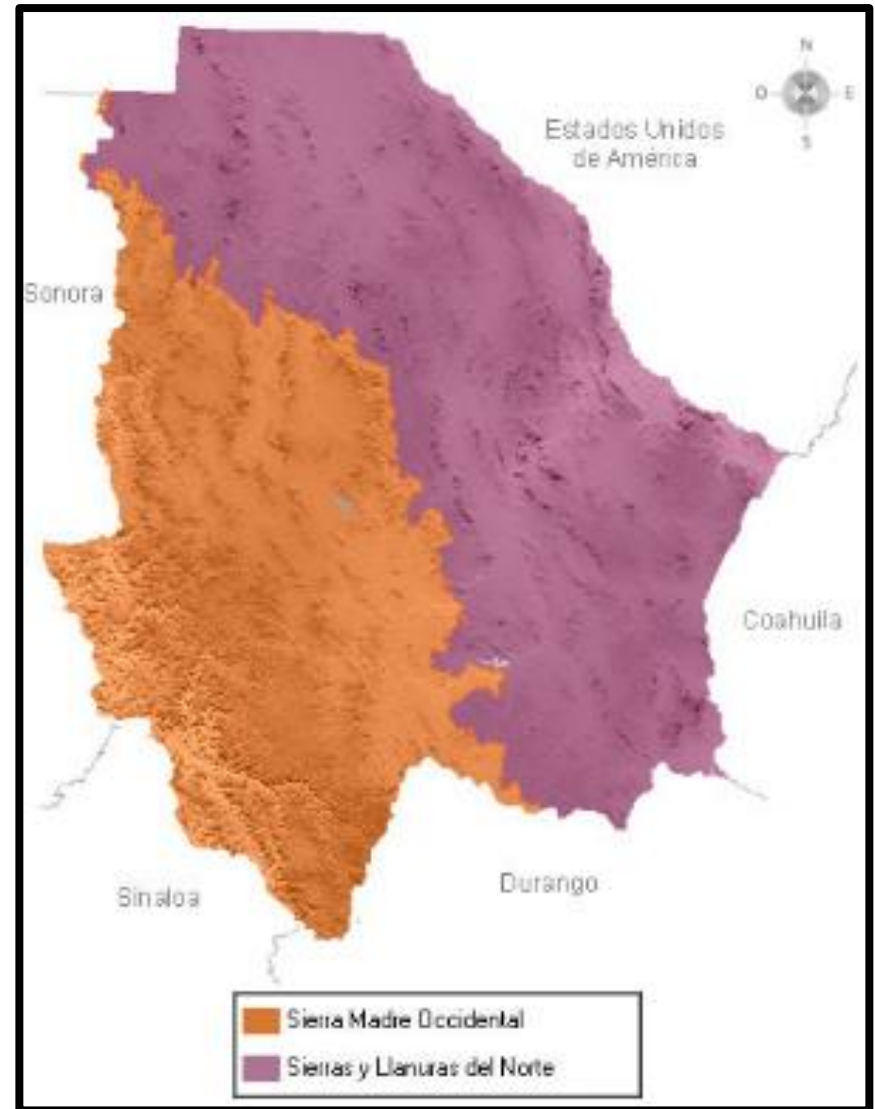 N
O E
S
Estados Unidos
de América
Sonora
Coahuila
Durango
Sinaloa
Sierra Madre Occidental
Sierras y Llanuras del Norte